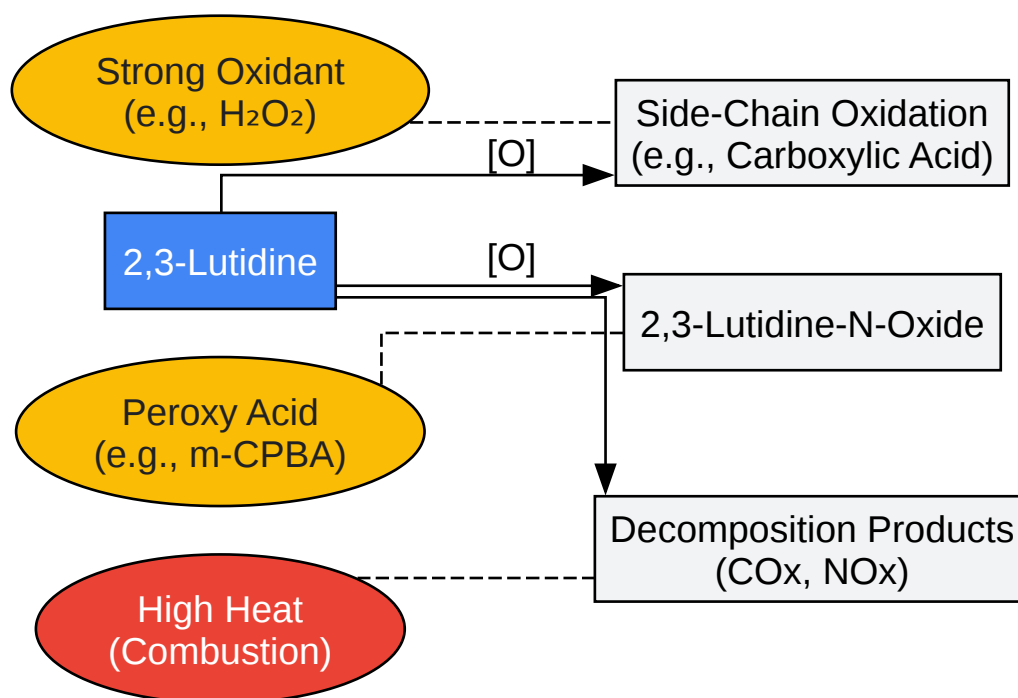 Strong Oxidant
(e.g., H₂O₂)
Side-Chain Oxidation
(e.g., Carboxylic Acid)
[O]
2,3-Lutidine
[O]
2,3-Lutidine-N-Oxide
Peroxy Acid
(e.g., m-CPBA)
Decomposition Products
(COx, NOx)
High Heat
(Combustion)